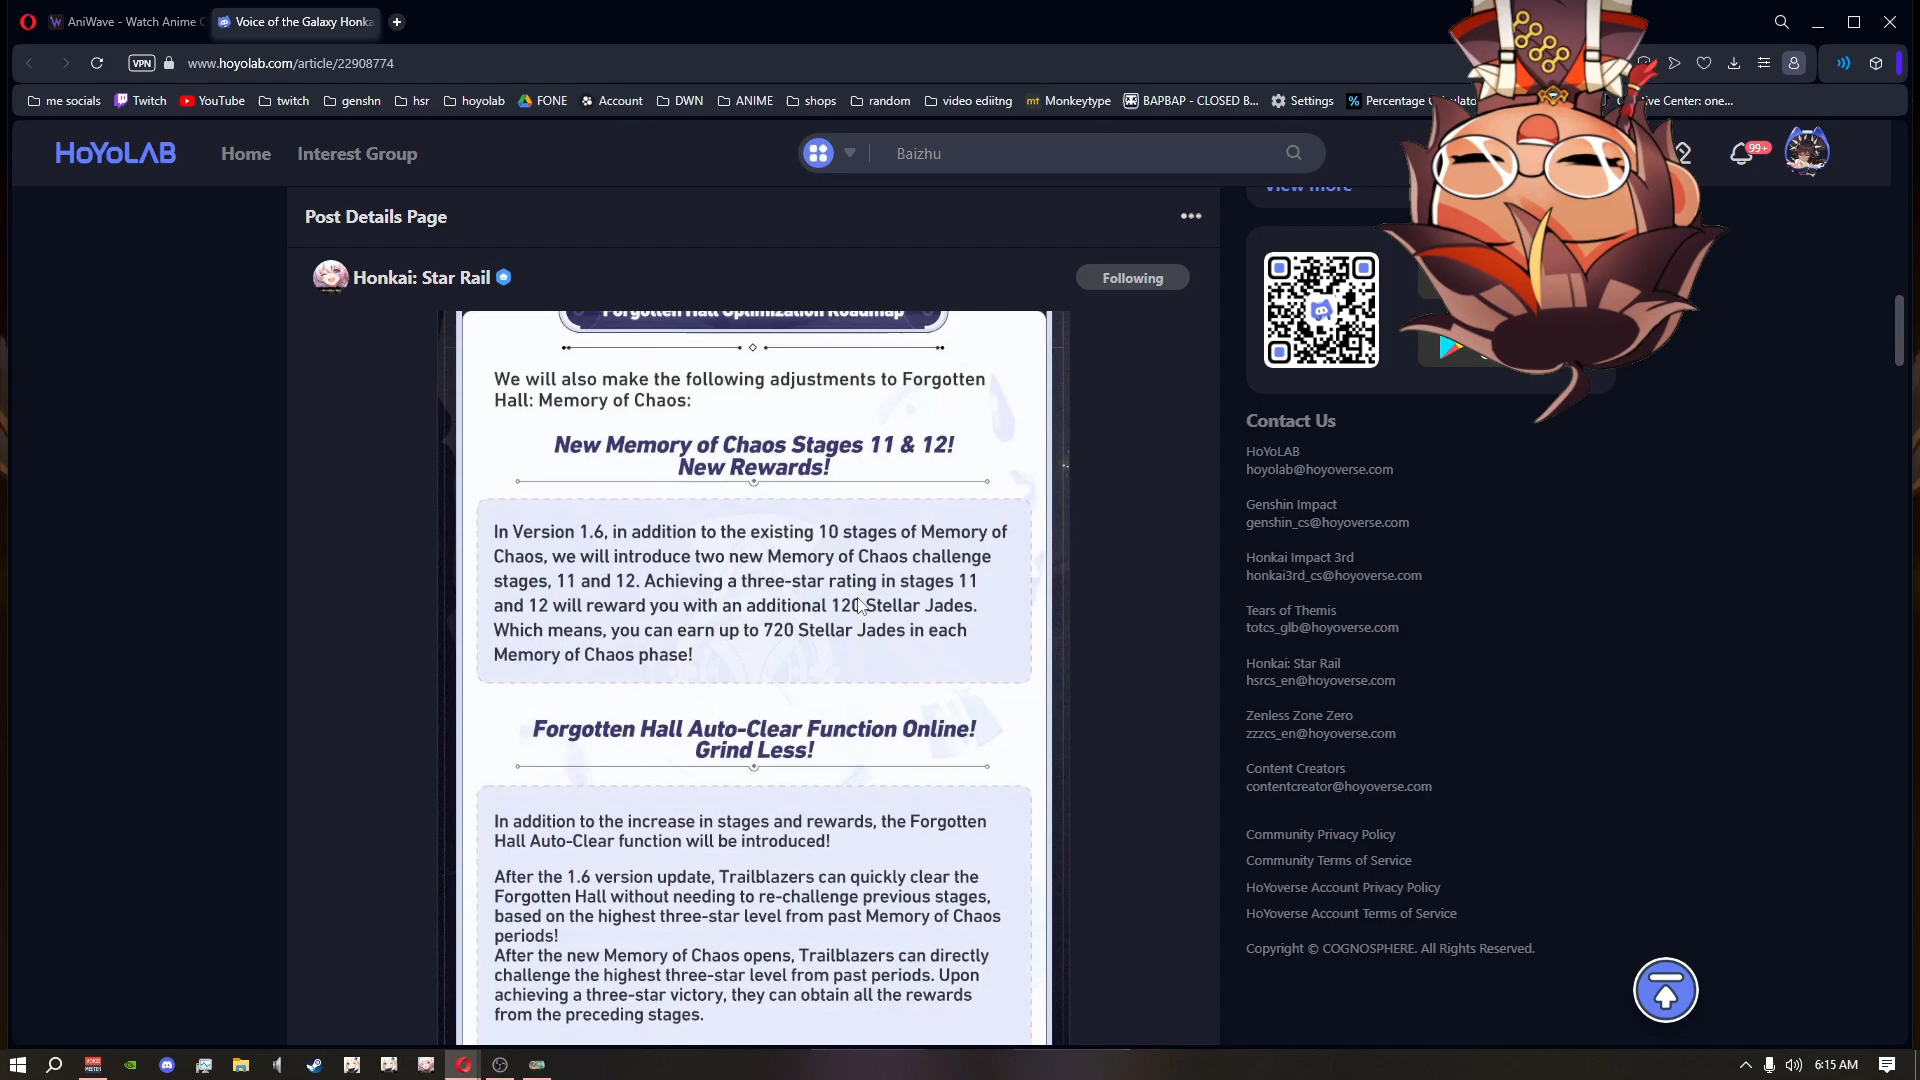 AniWave - Watch Anime
Voice of the Galaxy Honka
VPN
www.hoyolab.com/article/22908774
me socials
Twitch
YouTube
twitch
genshn
hsr
hoyolab
FONE
Account
DWN
ANIME
shops
random
video ediitng
mt Monkeytype
BAPBAP - CLOSED B...
Settings
% Percentage
Center: one...
HoYoLAB
Home
Interest Group
Baizhu
99+
View more
Post Details Page
Honkai: Star Rail
Following
Forgotten Hall Optimization Roadmap
We will also make the following adjustments to Forgotten
Hall: Memory of Chaos:
New Memory of Chaos Stages 11 & 12!
New Rewards!
In Version 1.6, in addition to the existing 10 stages of Memory of
Chaos, we will introduce two new Memory of Chaos challenge
stages, 11 and 12. Achieving a three-star rating in stages 11
and 12 will reward you with an additional 120 Stellar Jades.
Which means, you can earn up to 720 Stellar Jades in each
Memory of Chaos phase!
Forgotten Hall Auto-Clear Function Online!
Grind Less!
In addition to the increase in stages and rewards, the Forgotten
Hall Auto-Clear function will be introduced!
After the 1.6 version update, Trailblazers can quickly clear the
Forgotten Hall without needing to re-challenge previous stages,
based on the highest three-star level from past Memory of Chaos
periods!
After the new Memory of Chaos opens, Trailblazers can directly
challenge the highest three-star level from past periods. Upon
achieving a three-star victory, they can obtain all the rewards
from the preceding stages.
Contact Us
HoYoLAB
hoyolab@hoyoverse.com
Genshin Impact
genshin_cs@hoyoverse.com
Honkai Impact 3rd
honkai3rd_cs@hoyoverse.com
Tears of Themis
totcs_glb@hoyoverse.com
Honkai: Star Rail
hsrcs_en@hoyoverse.com
Zenless Zone Zero
zzzcs_en@hoyoverse.com
Content Creators
contentcreator@hoyoverse.com
Community Privacy Policy
Community Terms of Service
HoYoverse Account Privacy Policy
HoYoverse Account Terms of Service
Copyright © COGNOSPHERE. All Rights Reserved.
VOICE
MEETER
6:15 AM